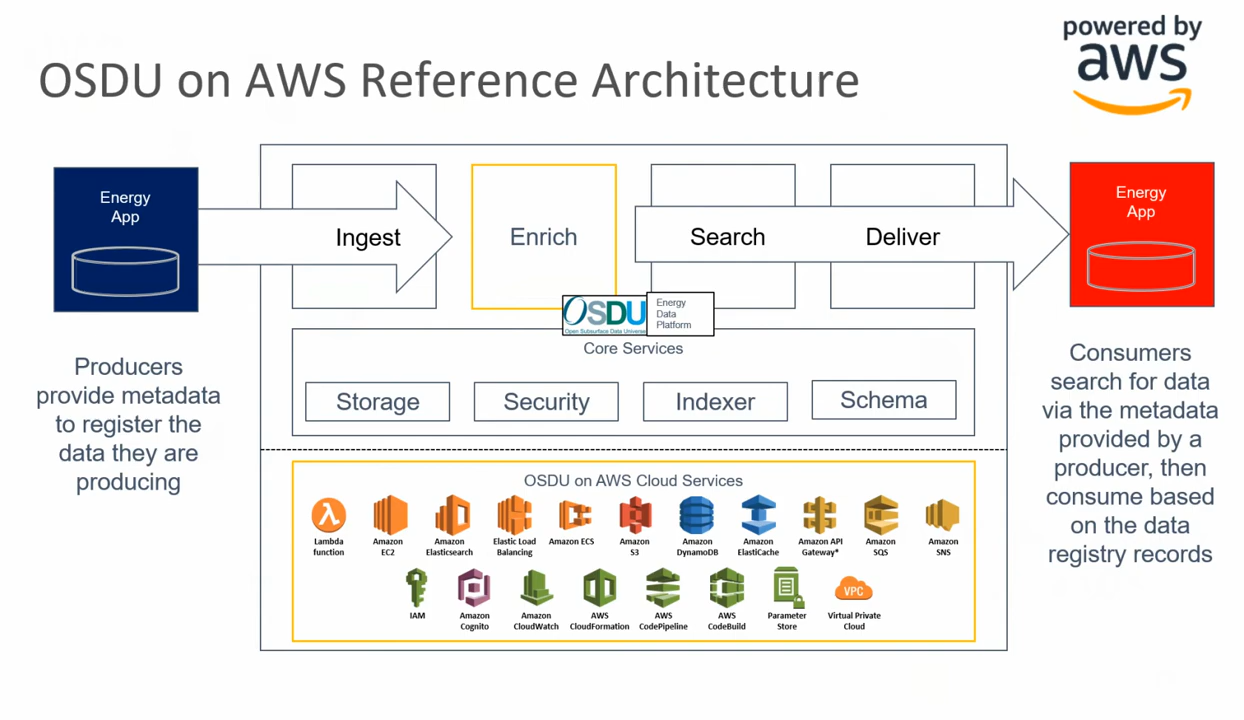 powered by
aws
OSDU on AWS Reference Architecture
Energy
App
Ingest
Enrich
Search
Deliver
Energy
App
OSDU
Open Subsurface Data Universe
Energy
Data
Platform
Core Services
Storage
Security
Indexer
Schema
Producers
provide metadata
to register the
data they are
producing
Consumers
search for data
via the metadata
provided by a
producer, then
consume based
on the data
registry records
OSDU on AWS Cloud Services
Lambda
function
Amazon
EC2
Amazon
Elasticsearch
Elastic Load
Balancing
Amazon ECS
Amazon
S3
Amazon
DynamoDB
Amazon
ElastiCache
Amazon API
Gateway*
Amazon
SQS
Amazon
SNS
IAM
Amazon
Cognito
Amazon
CloudWatch
AWS
CloudFormation
AWS
CodePipeline
AWS
CodeBuild
Parameter
Store
VPC
Virtual Private
Cloud